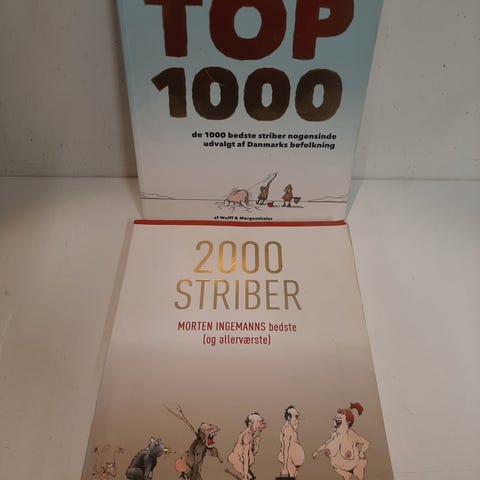 TOP
1000
de 1000 bedste striber nogensinde
udvalgt af Danmarks befolkning
af Wulff & Morgenthaler
2000
STRIBER
MORTEN INGEMANNS bedste
(og allerværste)